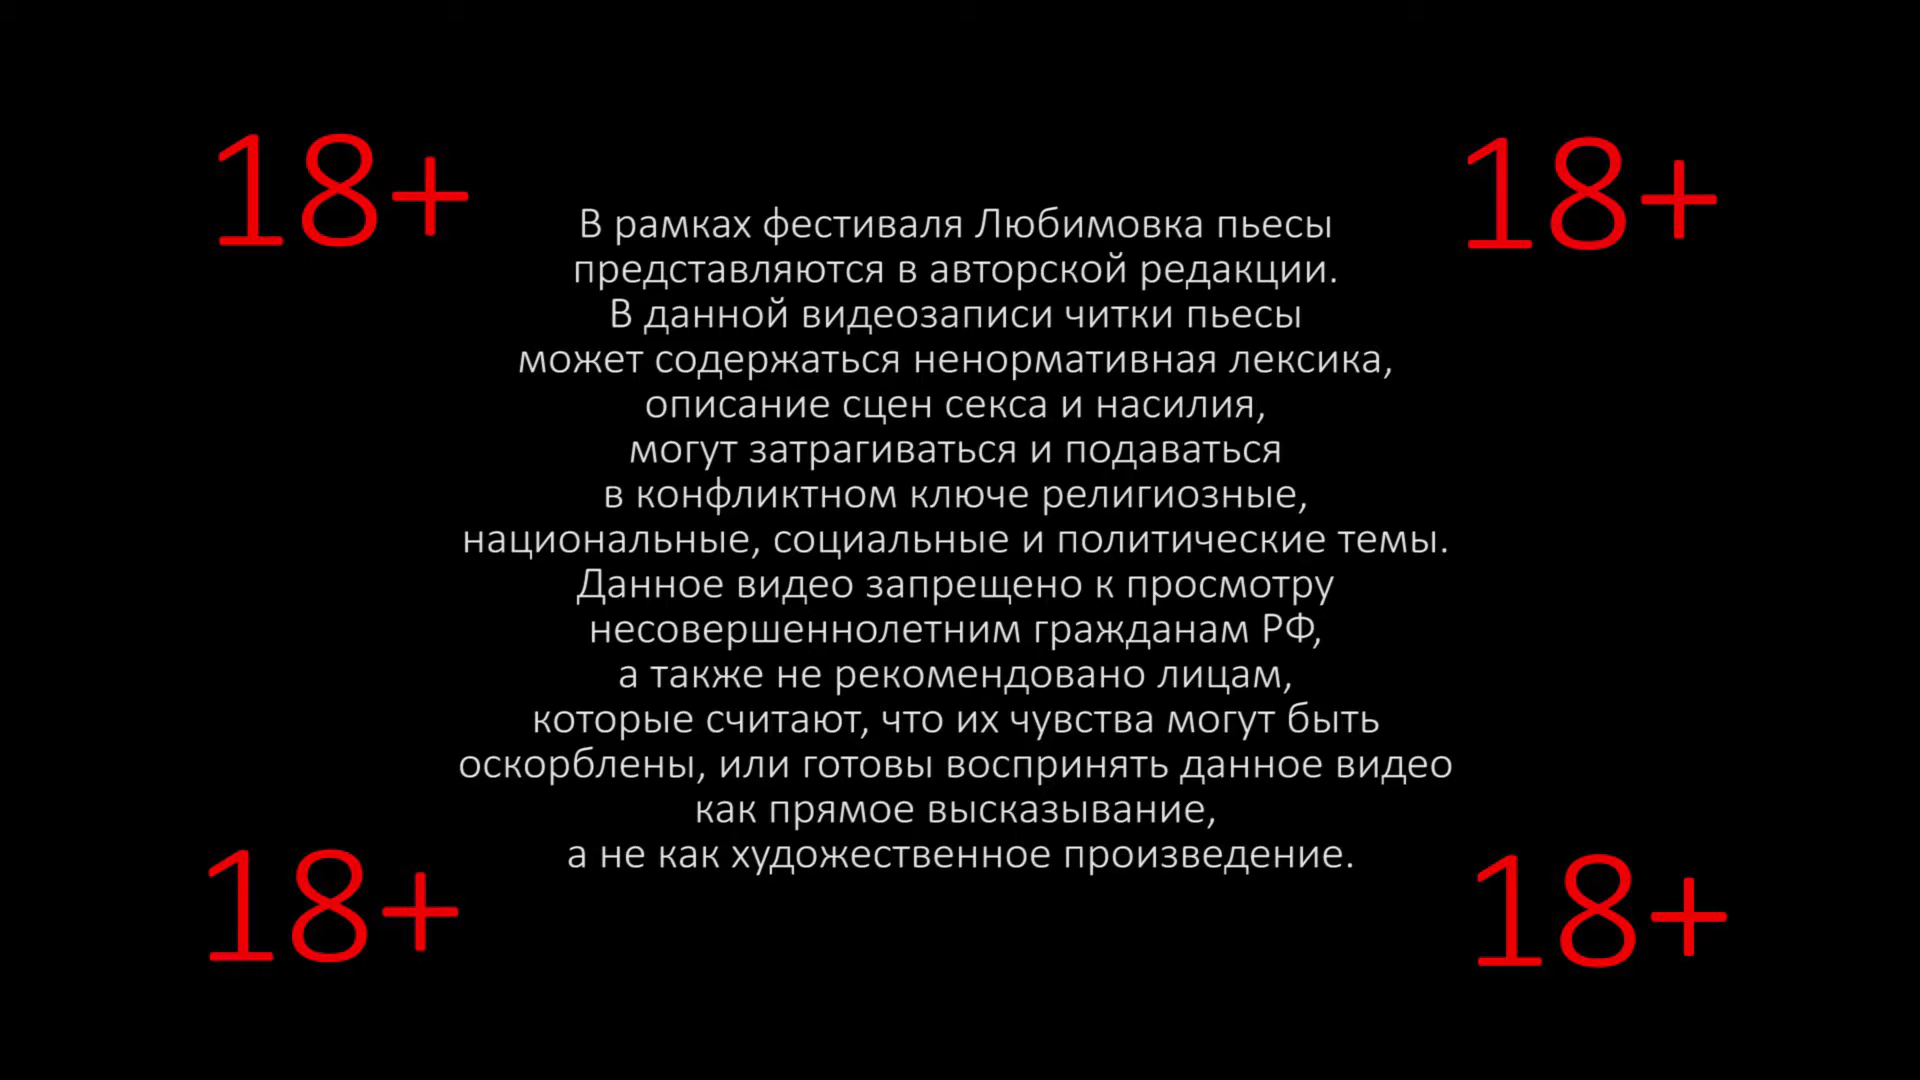 18+
18+
В рамках фестиваля Любимовка пьесы
представляются в авторской редакции.
В данной видеозаписи читки пьесы
может содержаться ненормативная лексика,
описание сцен секса и насилия,
могут затрагиваться и подаваться
в конфликтном ключе религиозные,
национальные, социальные и политические темы.
Данное видео запрещено к просмотру
несовершеннолетним гражданам РФ,
а также не рекомендовано лицам,
которые считают, что их чувства могут быть
оскорблены, или готовы воспринять данное видео
как прямое высказывание,
а не как художественное произведение.
18+
18+